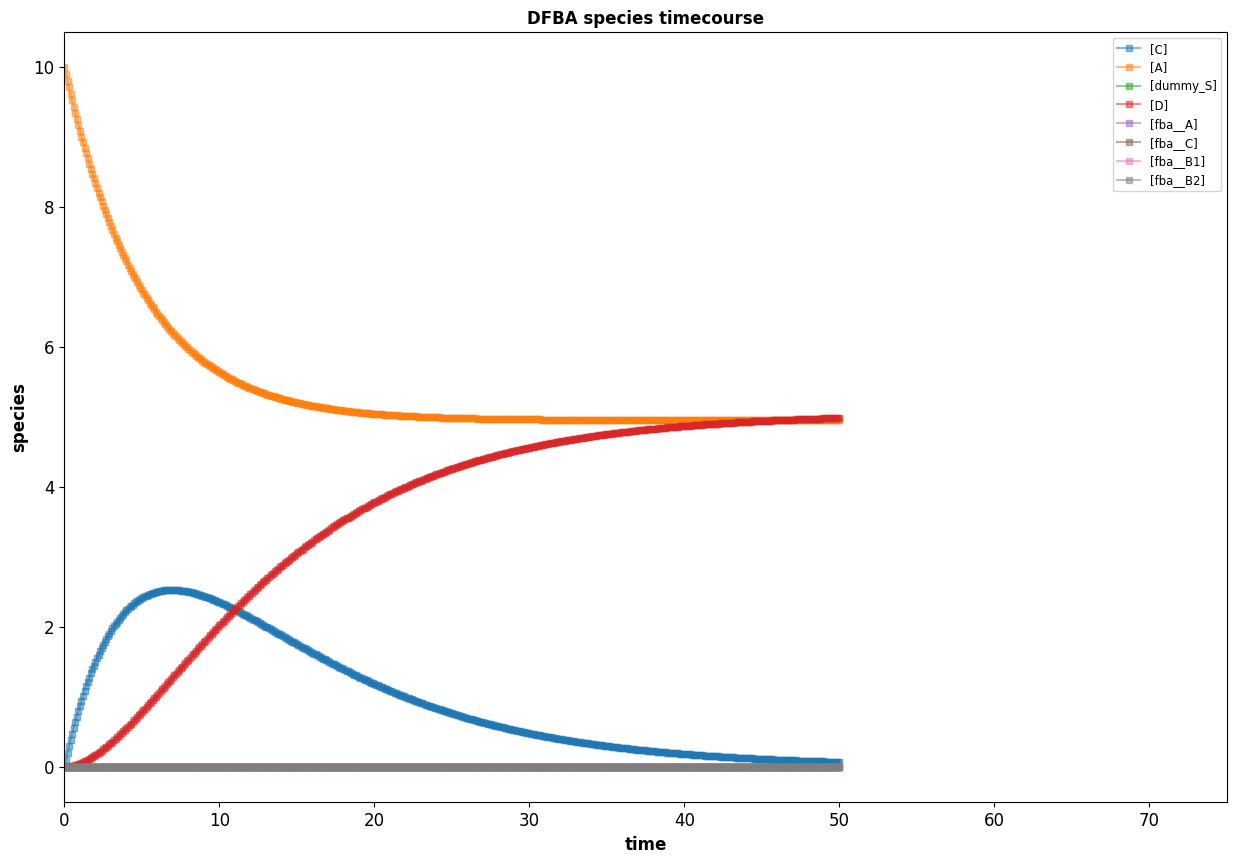 DFBA species timecourse
[C]
[A]
[dummy_S]
[D]
[fba__A]
[fba__C]
[fba__B1]
[fba__B2]
species
10
8
6
4
2
0
0 10 20 30 40 50 60 70
time